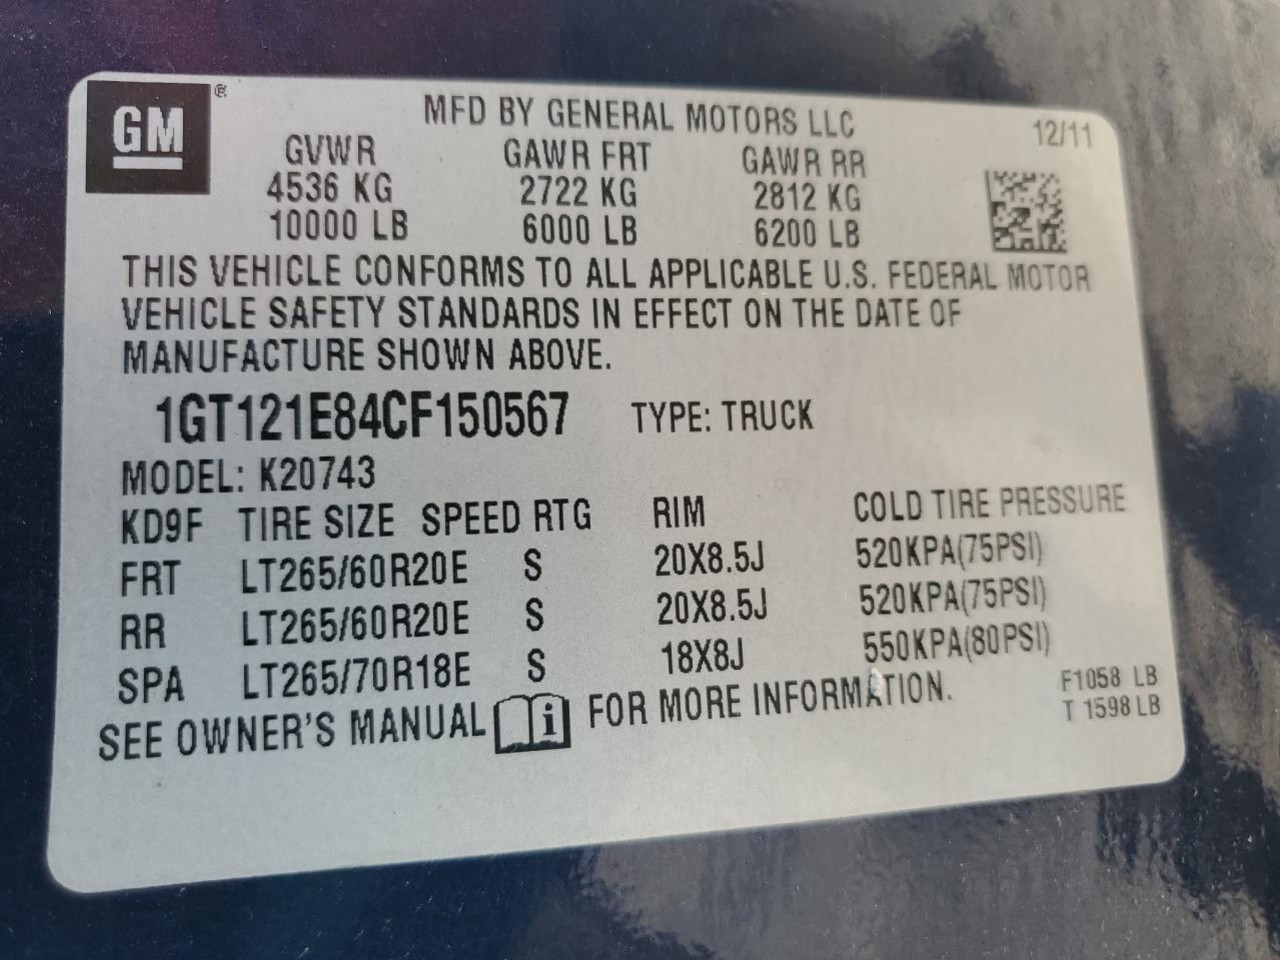 GM ®
MFD BY GENERAL MOTORS LLC
12/11
GVWR GAWR FRT GAWR RR
4536 KG 2722 KG 2812 KG
10000 LB 6000 LB 6200 LB
THIS VEHICLE CONFORMS TO ALL APPLICABLE U.S. FEDERAL MOTOR
VEHICLE SAFETY STANDARDS IN EFFECT ON THE DATE OF
MANUFACTURE SHOWN ABOVE.
1GT121E84CF150567 TYPE: TRUCK
MODEL: K20743
KD9F TIRE SIZE SPEED RTG RIM COLD TIRE PRESSURE
FRT LT265/60R20E S 20X8.5J 520KPA(75PSI)
RR LT265/60R20E S 20X8.5J 520KPA(75PSI)
SPA LT265/70R18E S 18X8J 550KPA(80PSI)
SEE OWNER'S MANUAL i FOR MORE INFORMATION.
F1058 LB
T 1598 LB